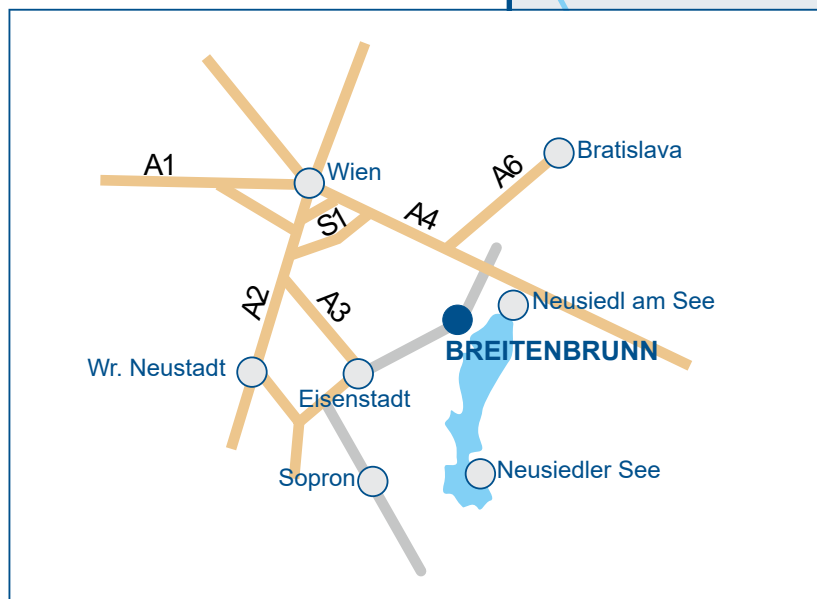 A1
Wien
Bratislava
A6
S1
A4
A2
A3
Neusiedl am See
BREITENBRUNN
Wr. Neustadt
Eisenstadt
Sopron
Neusiedler See